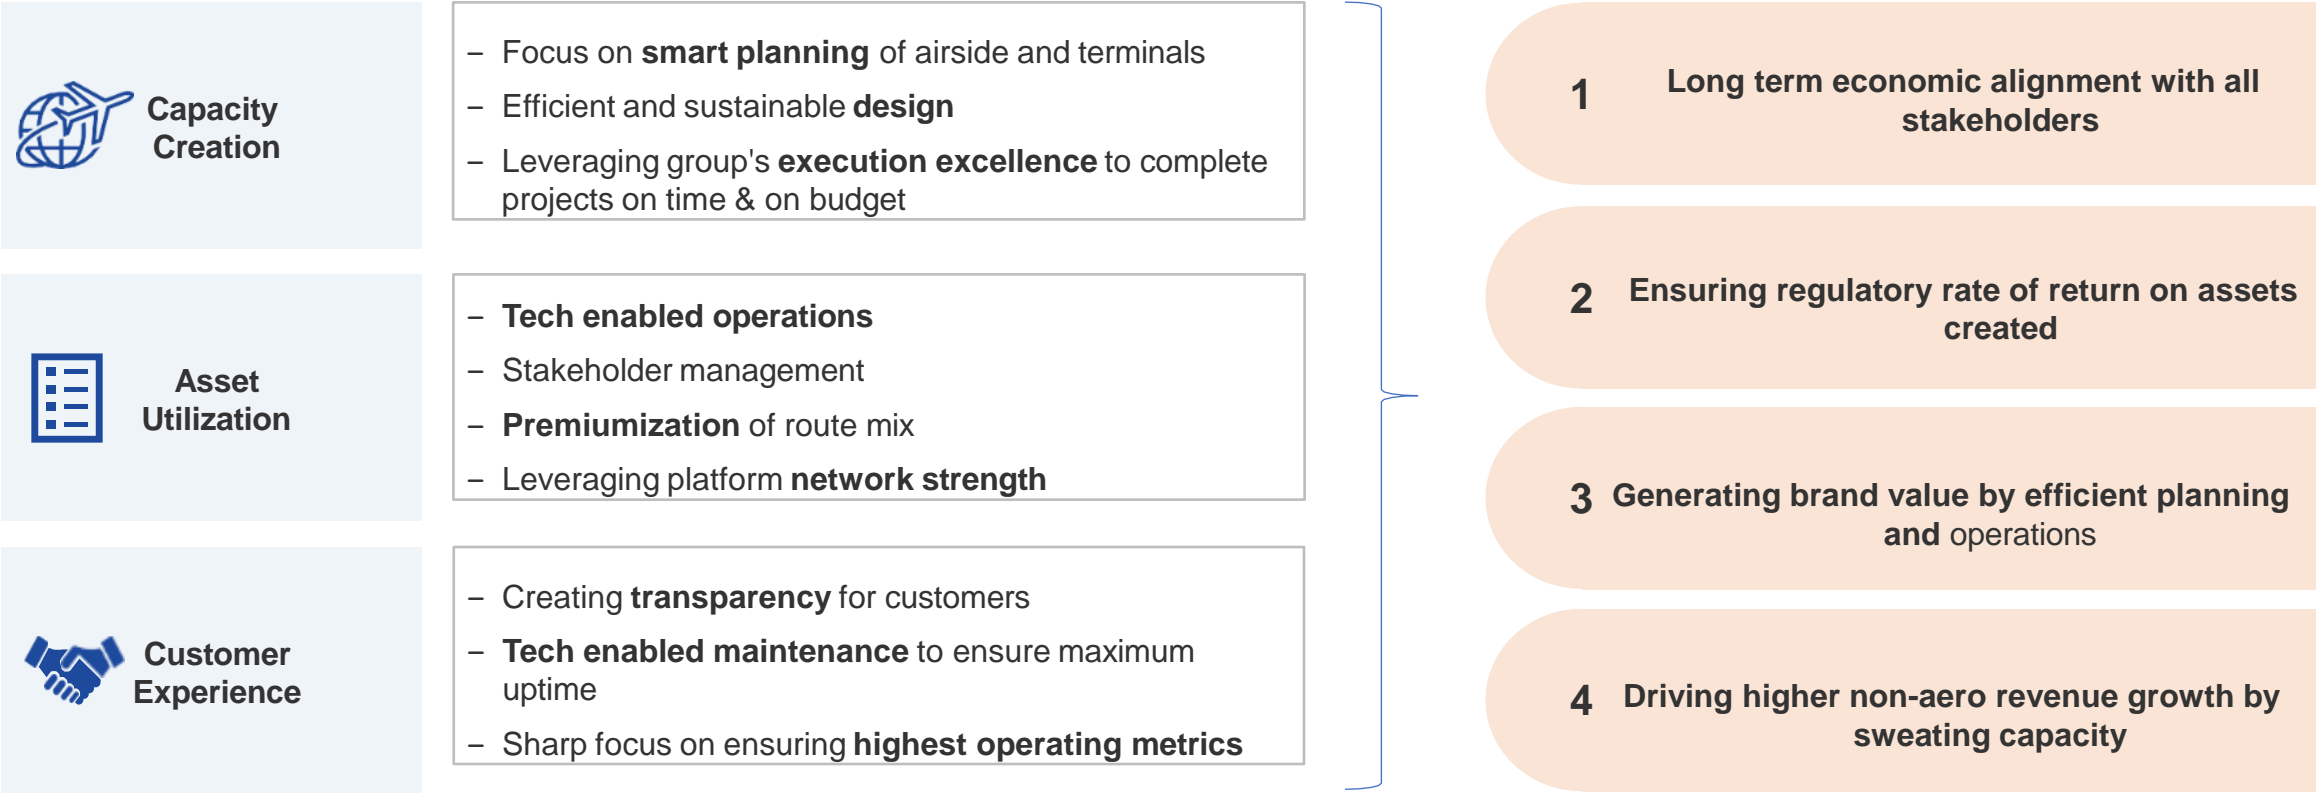 Capacity
Creation
– Focus on smart planning of airside and terminals
– Efficient and sustainable design
– Leveraging group's execution excellence to complete
projects on time & on budget
Asset
Utilization
– Tech enabled operations
– Stakeholder management
– Premiumization of route mix
– Leveraging platform network strength
Customer
Experience
– Creating transparency for customers
– Tech enabled maintenance to ensure maximum
uptime
– Sharp focus on ensuring highest operating metrics
1 Long term economic alignment with all
stakeholders
2 Ensuring regulatory rate of return on assets
created
3 Generating brand value by efficient planning
and operations
4 Driving higher non-aero revenue growth by
sweating capacity